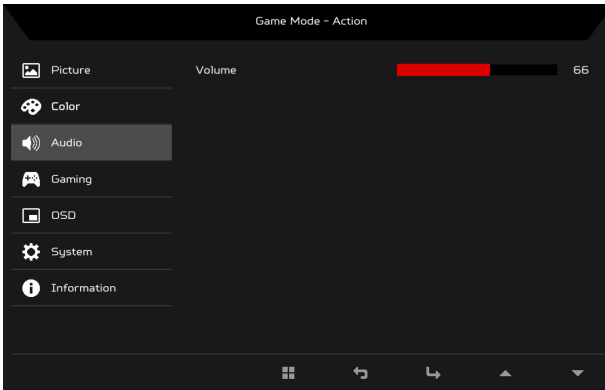 Game Mode - Action
Picture
Volume 66
Color
Audio
Gaming
OSD
System
Information